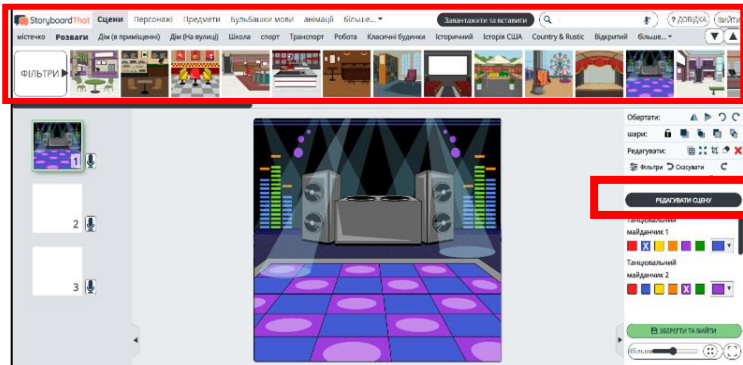 StoryboardThat Сцени Персонажі Предмети Бульбашки мови анімації більше... Завантажити та вставити ДОВІДКА ВИЙТИ
містечко Розваги Дім (в приміщенні) Дім (На вулиці) Школа спорт Транспорт Робота Класичні будинки Історичний Історія США Country & Rustic Відкритий більше...
ФІЛЬТРИ
Обертати:
шари:
1
Редагувати:
Фільтри Скасувати
РЕДАГУВАТИ СЦЕНУ
Танцювальний
майданчик 1
2
Танцювальний
майданчик 2
3
ЗБЕРЕГТИ ТА ВИЙТИ